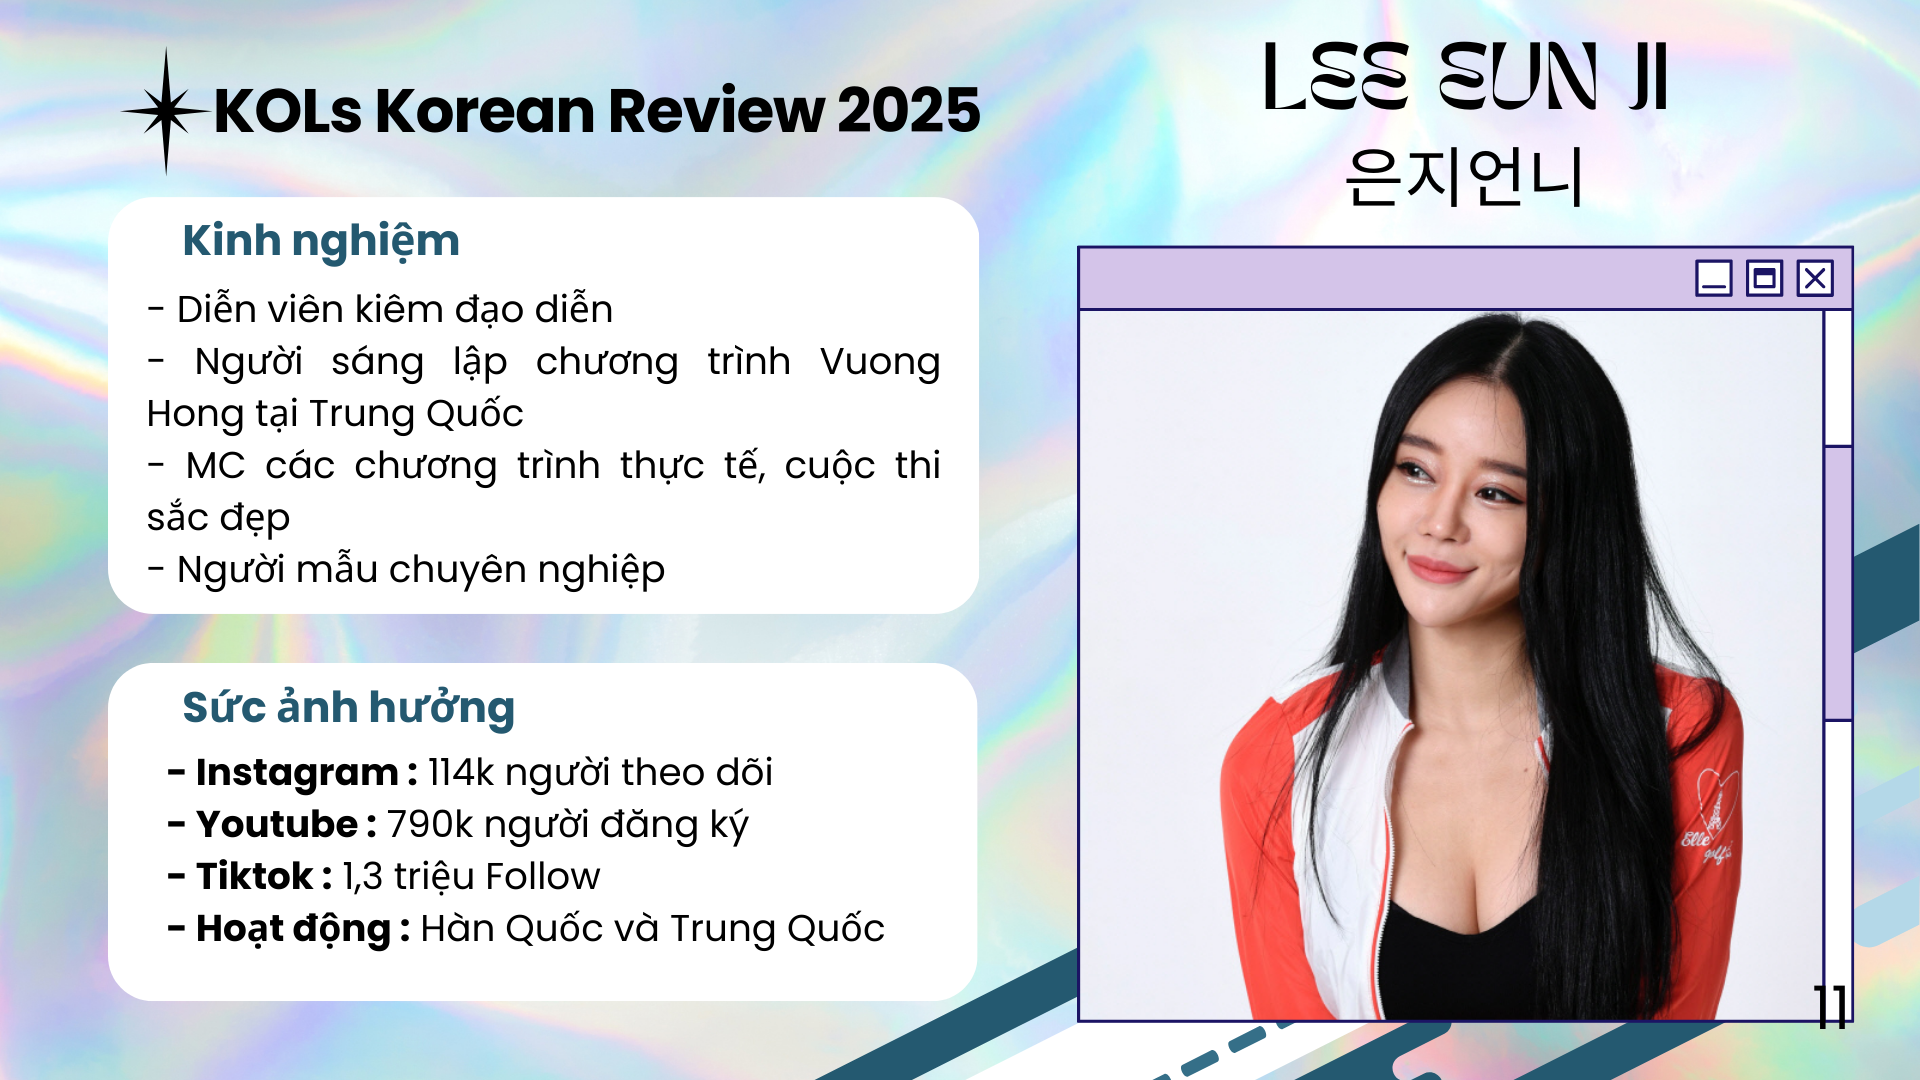 KOLs Korean Review 2025
LEE EUN JI
은지언니
Kinh nghiệm
- Diễn viên kiêm đạo diễn
- Người sáng lập chương trình Vuong
Hong tại Trung Quốc
- MC các chương trình thực tế, cuộc thi
sắc đẹp
- Người mẫu chuyên nghiệp
Sức ảnh hưởng
- Instagram : 114k người theo dõi
- Youtube : 790k người đăng ký
- Tiktok : 1,3 triệu Follow
- Hoạt động : Hàn Quốc và Trung Quốc
Elle
golf
11